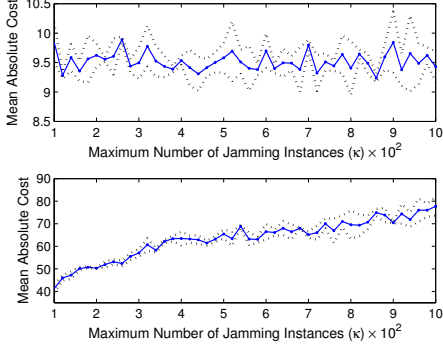 10.5
10
9.5
9
8.5
Mean Absolute Cost
1 2 3 4 5 6 7 8 9 10
Maximum Number of Jamming Instances (κ) × 10²
90
80
70
60
50
40
Mean Absolute Cost
1 2 3 4 5 6 7 8 9 10
Maximum Number of Jamming Instances (κ) × 10²